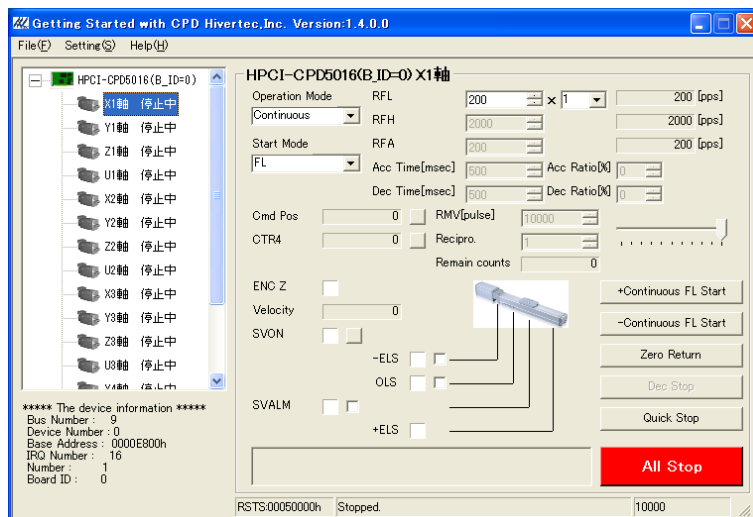 Getting Started with CPD Hivertec,Inc. Version:1.4.0.0
File(F) Setting(S) Help(H)
HPCI-CPD5016(B_ID=0)
X1軸 停止中
Y1軸 停止中
Z1軸 停止中
U1軸 停止中
X2軸 停止中
Y2軸 停止中
Z2軸 停止中
U2軸 停止中
X3軸 停止中
Y3軸 停止中
Z3軸 停止中
U3軸 停止中
Y4軸 停止中
***** The device information *****
Bus Number : 9
Device Number : 0
Base Address : 0000E800h
IRQ Number : 16
Number : 1
Board ID : 0
HPCI-CPD5016(B_ID=0) X1軸
Operation Mode
Continuous
Start Mode
FL
RFL 200 × 1 200 [pps]
RFH 2000 2000 [pps]
RFA 200 200 [pps]
Acc Time[msec] 500 Acc Ratio[%] 0
Dec Time[msec] 500 Dec Ratio[%] 0
Cmd Pos 0 RMV[pulse] 10000
CTR4 0 Recipro. 1
Remain counts 0
ENC Z
Velocity 0
SVON
-ELS
OLS
SVALM
+ELS
+Continuous FL Start
-Continuous FL Start
Zero Return
Dec Stop
Quick Stop
All Stop
RSTS:00050000h Stopped. 10000